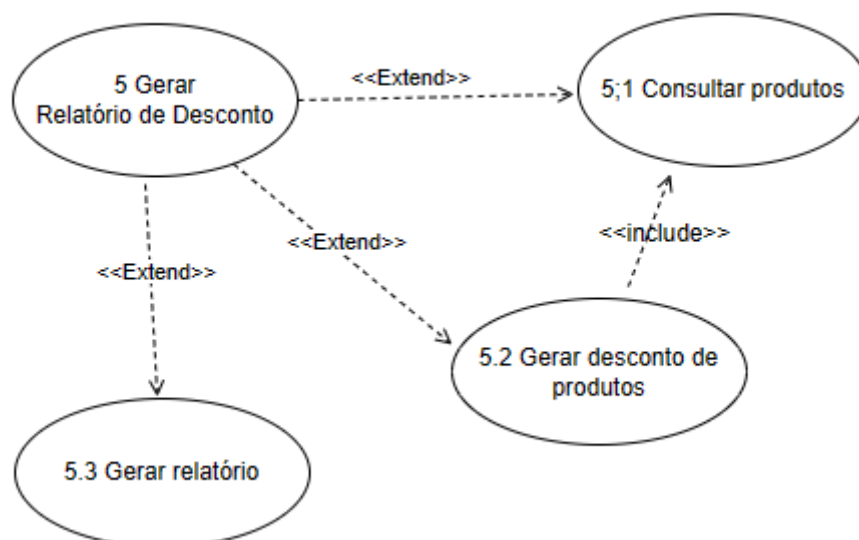 5 Gerar
Relatório de Desconto
<<Extend>>
5;1 Consultar produtos
<<Extend>>
<<include>>
<<Extend>>
5.2 Gerar desconto de
produtos
5.3 Gerar relatório